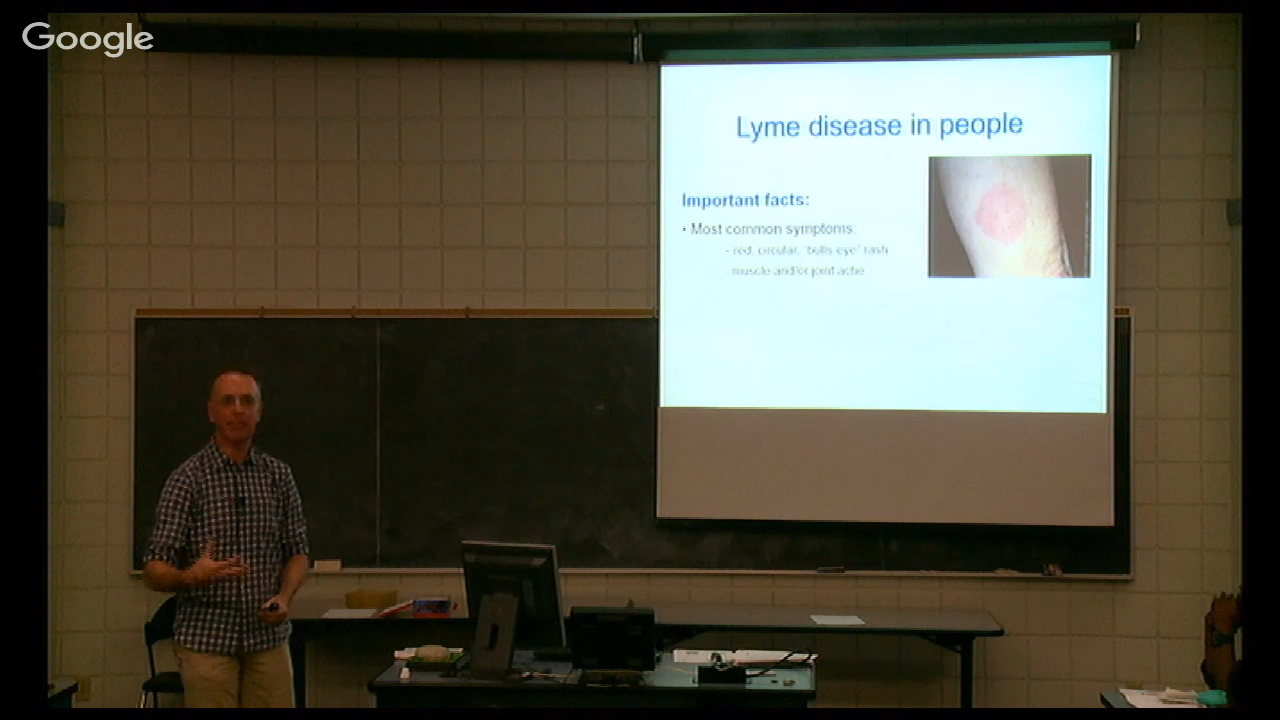 Google
Lyme disease in people
Important facts:
• Most common symptoms:
- red, circular, 'bulls eye' rash
- muscle and/or joint ache